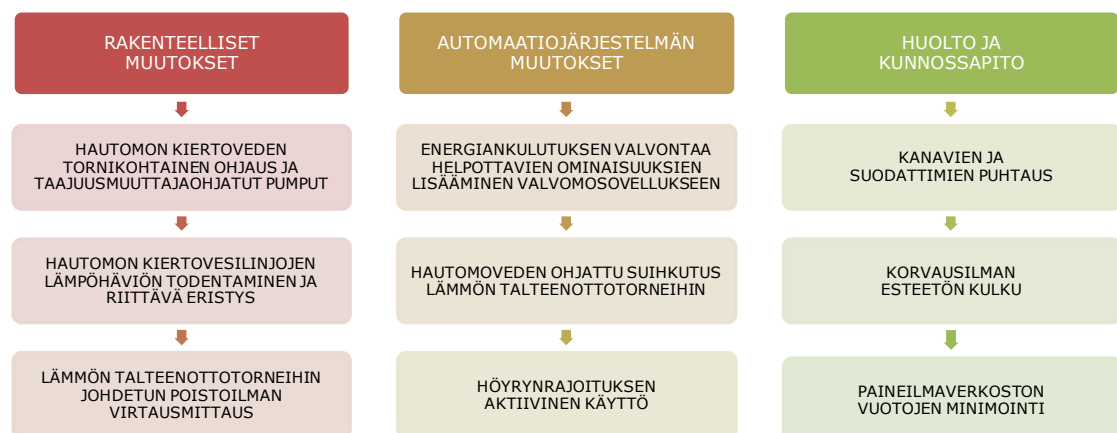 RAKENTEELLISET
MUUTOKSET
HAUTOMON KIERTOVEDEN
TORNIKOHTAINEN OHJAUS JA
TAAJUUSMUUTTAJAOHJATUT PUMPUT
HAUTOMON KIERTOVESILINJOJEN
LÄMPÖHÄVIÖN TODENTAMINEN JA
RIITTÄVÄ ERISTYS
LÄMMÖN TALTEENOTTOTORNEIHIN
JOHDETUN POISTOILMAN
VIRTAUSMITTAUS
AUTOMAATIOJÄRJESTELMÄN
MUUTOKSET
ENERGIANKULUTUKSEN VALVONTAA
HELPOTTAVIEN OMINAISUUKSIEN
LISÄÄMINEN VALVOMOSOVELLUKSEEN
HAUTOMOVEDEN OHJATTU SUIHKUTUS
LÄMMÖN TALTEENOTTOTORNEIHIN
HÖYRYNRAJOITUKSEN
AKTIIVINEN KÄYTTÖ
HUOLTO JA
KUNNOSSAPITO
KANAVIEN JA
SUODATTIMIEN PUHTAUS
KORVAUSILMAN
ESTEETÖN KULKU
PAINEILMAVERKOSTON
VUOTOJEN MINIMOINTI